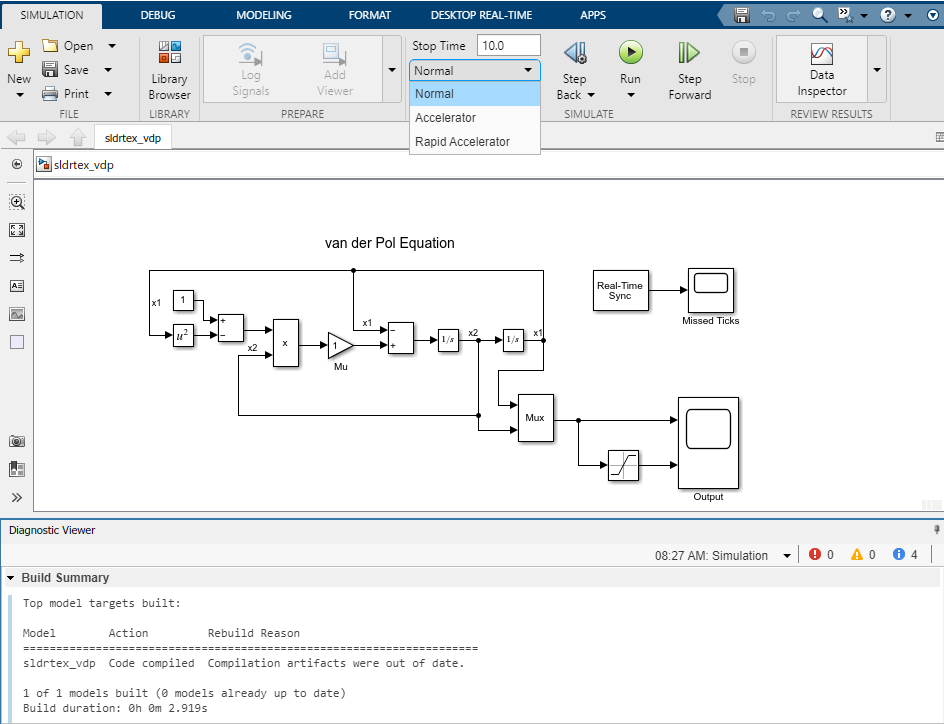 SIMULATION DEBUG MODELING FORMAT DESKTOP REAL-TIME APPS
New
Open
Save
Print
FILE
Library
Browser
LIBRARY
Log
Signals
Add
Viewer
PREPARE
Stop Time 10.0
Normal
Normal
Accelerator
Rapid Accelerator
Step
Back
Run
Step
Forward
Stop
SIMULATE
Data
Inspector
REVIEW RESULTS
sldrtex_vdp
sldrtex_vdp
van der Pol Equation
x1
1
u²
+
−
x2
x
1
Mu
x1
−
+
1/s
x2
1/s
x1
Mux
Real-Time
Sync
Missed Ticks
Output
Diagnostic Viewer
08:27 AM: Simulation 0 0 4
Build Summary
Top model targets built:
Model Action Rebuild Reason
======================================================================
sldrtex_vdp Code compiled Compilation artifacts were out of date.
1 of 1 models built (0 models already up to date)
Build duration: 0h 0m 2.919s